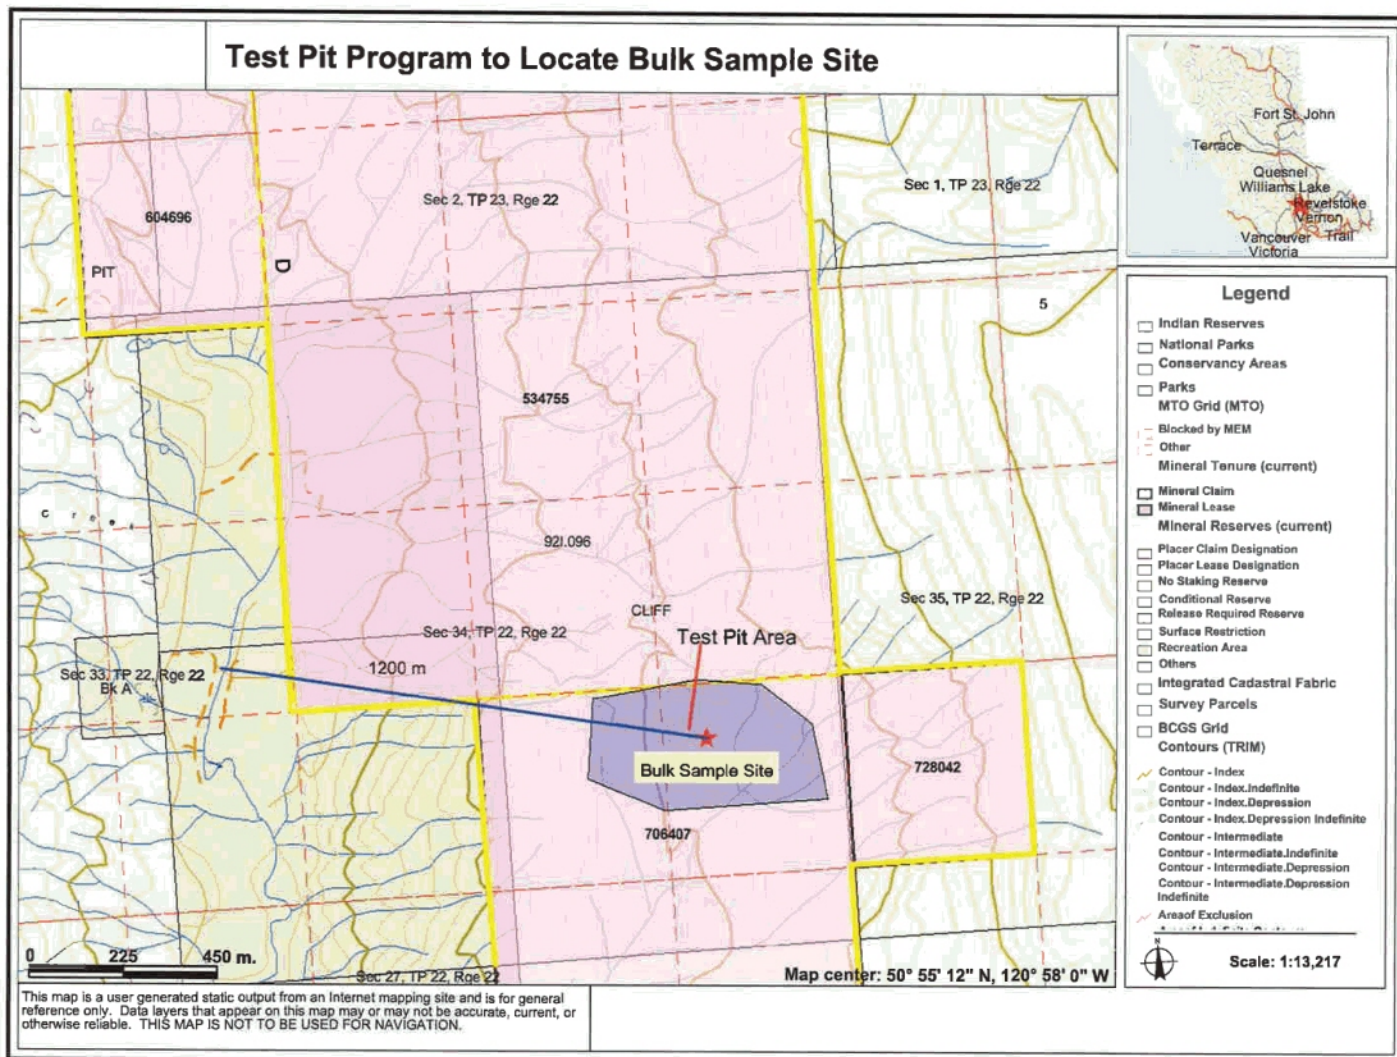 Test Pit Program to Locate Bulk Sample Site
Fort St. John
Terrace
Quesnel
Williams Lake
Revelstoke
Vernon
Vancouver Trail
Victoria
Sec 2, TP 23, Rge 22
Sec 1, TP 23, Rge 22
604696
PIT
D
5
534755
Creek
92I.096
CLIFF
Sec 35, TP 22, Rge 22
Sec 34, TP 22, Rge 22
Test Pit Area
1200 m
Sec 33, TP 22, Rge 22
Bk A
Bulk Sample Site
728042
706407
0 225 450 m.
Sec 27, TP 22, Rge 22
Map center: 50° 55' 12" N, 120° 58' 0" W
Legend
Indian Reserves
National Parks
Conservancy Areas
Parks
MTO Grid (MTO)
Blocked by MEM
Other
Mineral Tenure (current)
Mineral Claim
Mineral Lease
Mineral Reserves (current)
Placer Claim Designation
Placer Lease Designation
No Staking Reserve
Conditional Reserve
Release Required Reserve
Surface Restriction
Recreation Area
Others
Integrated Cadastral Fabric
Survey Parcels
BCGS Grid
Contours (TRIM)
Contour - Index
Contour - Index.Indefinite
Contour - Index.Depression
Contour - Index.Depression Indefinite
Contour - Intermediate
Contour - Intermediate.Indefinite
Contour - Intermediate.Depression
Contour - Intermediate.Depression
Indefinite
Areaof Exclusion
N
Scale: 1:13,217
This map is a user generated static output from an Internet mapping site and is for general
reference only. Data layers that appear on this map may or may not be accurate, current, or
otherwise reliable. THIS MAP IS NOT TO BE USED FOR NAVIGATION.